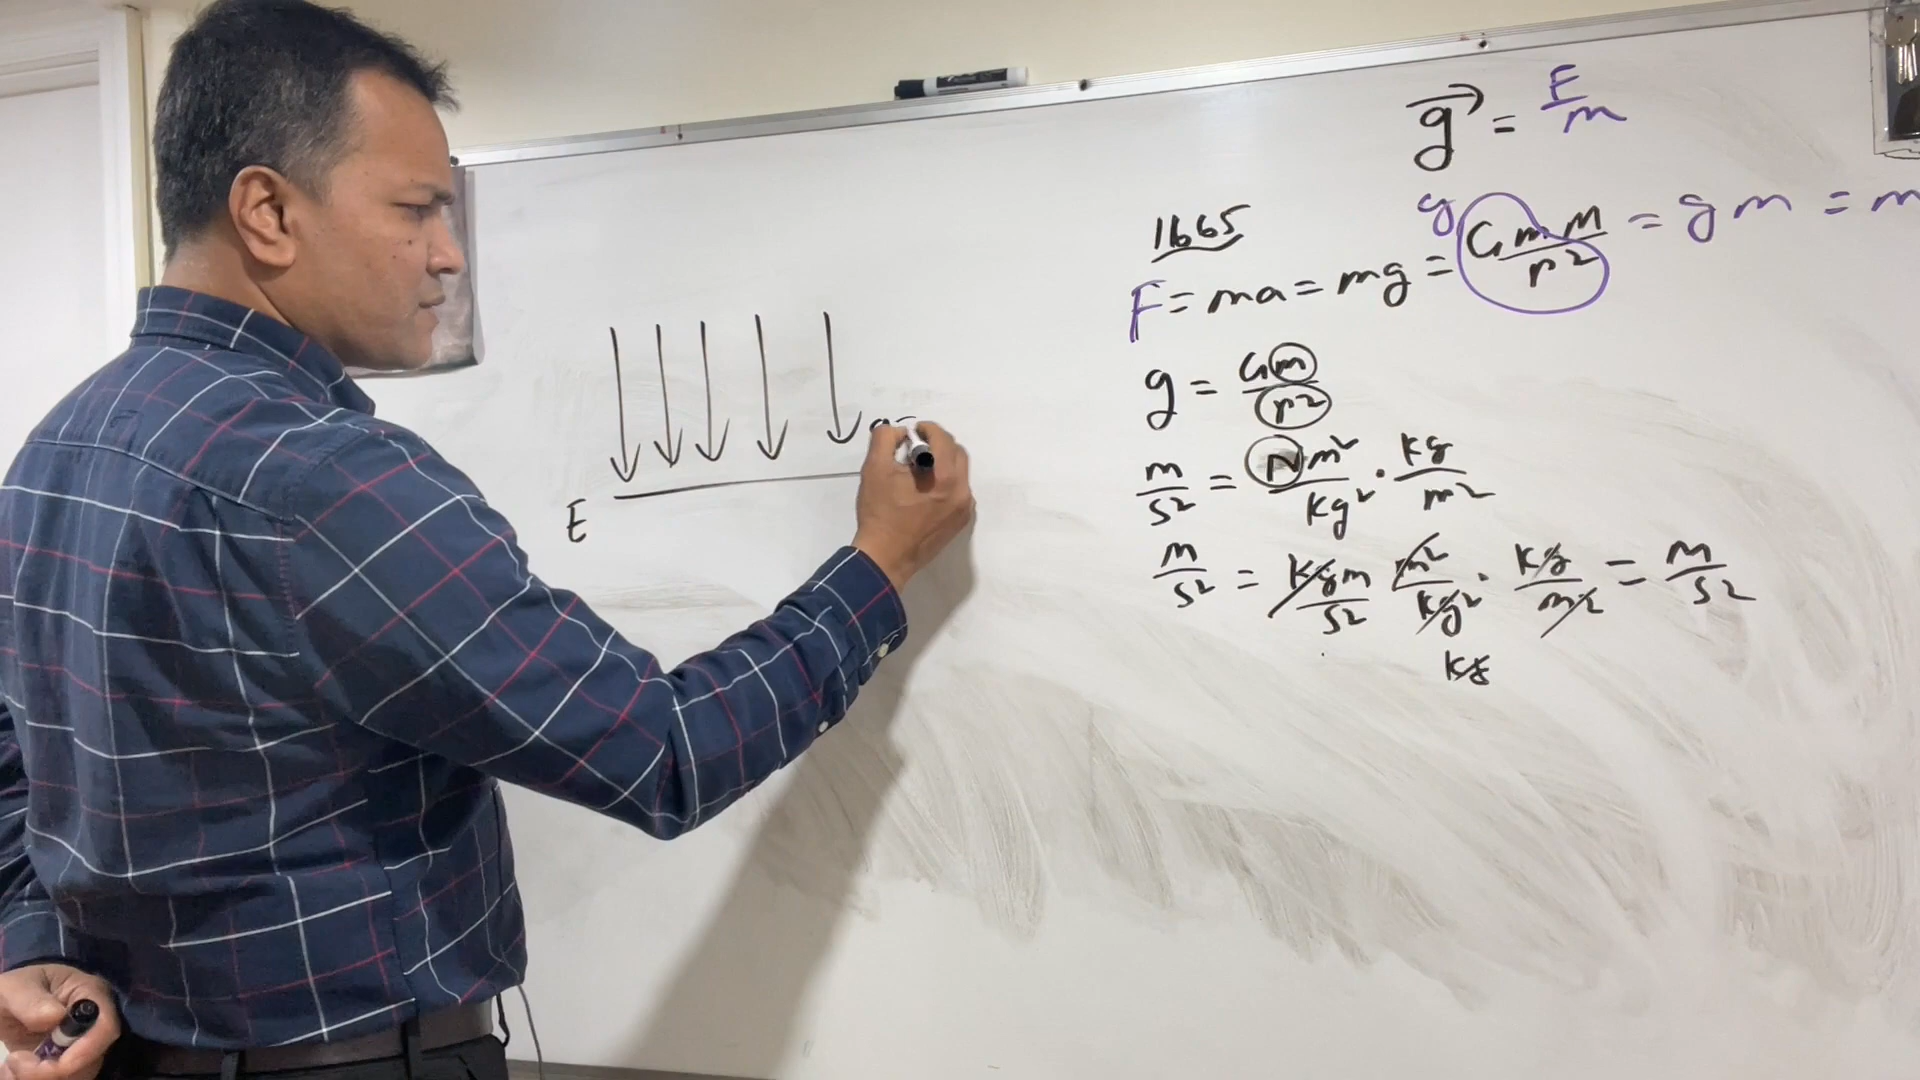 g⃗ = F/m
1665
g
F = ma = mg = GmM/r² = gm = m
g = Gm/r²
m/s² = Nm²/kg² · kg/m²
m/s² = kgm/s² m²/kg² · kg/m² = m/s²
kg
E